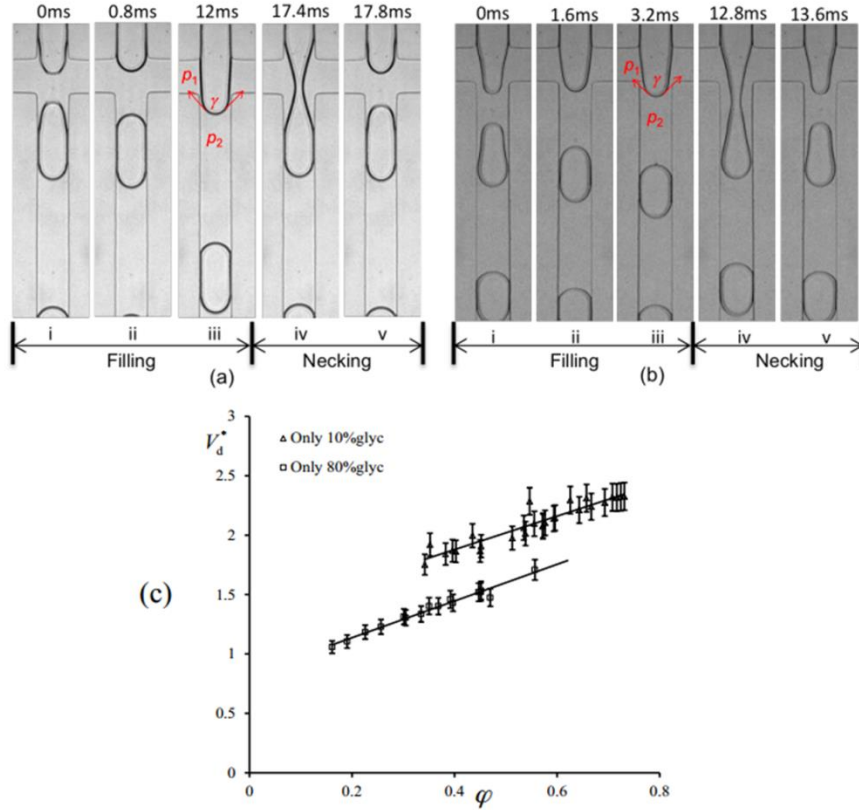 0ms 0.8ms 12ms 17.4ms 17.8ms
p1
γ
p2
i ii iii iv v
Filling Necking
(a)
0ms 1.6ms 3.2ms 12.8ms 13.6ms
p1
γ
p2
i ii iii iv v
Filling Necking
(b)
(c)
V*d
Only 10%glyc
Only 80%glyc
3
2.5
2
1.5
1
0.5
0
0 0.2 0.4 0.6 0.8
φ